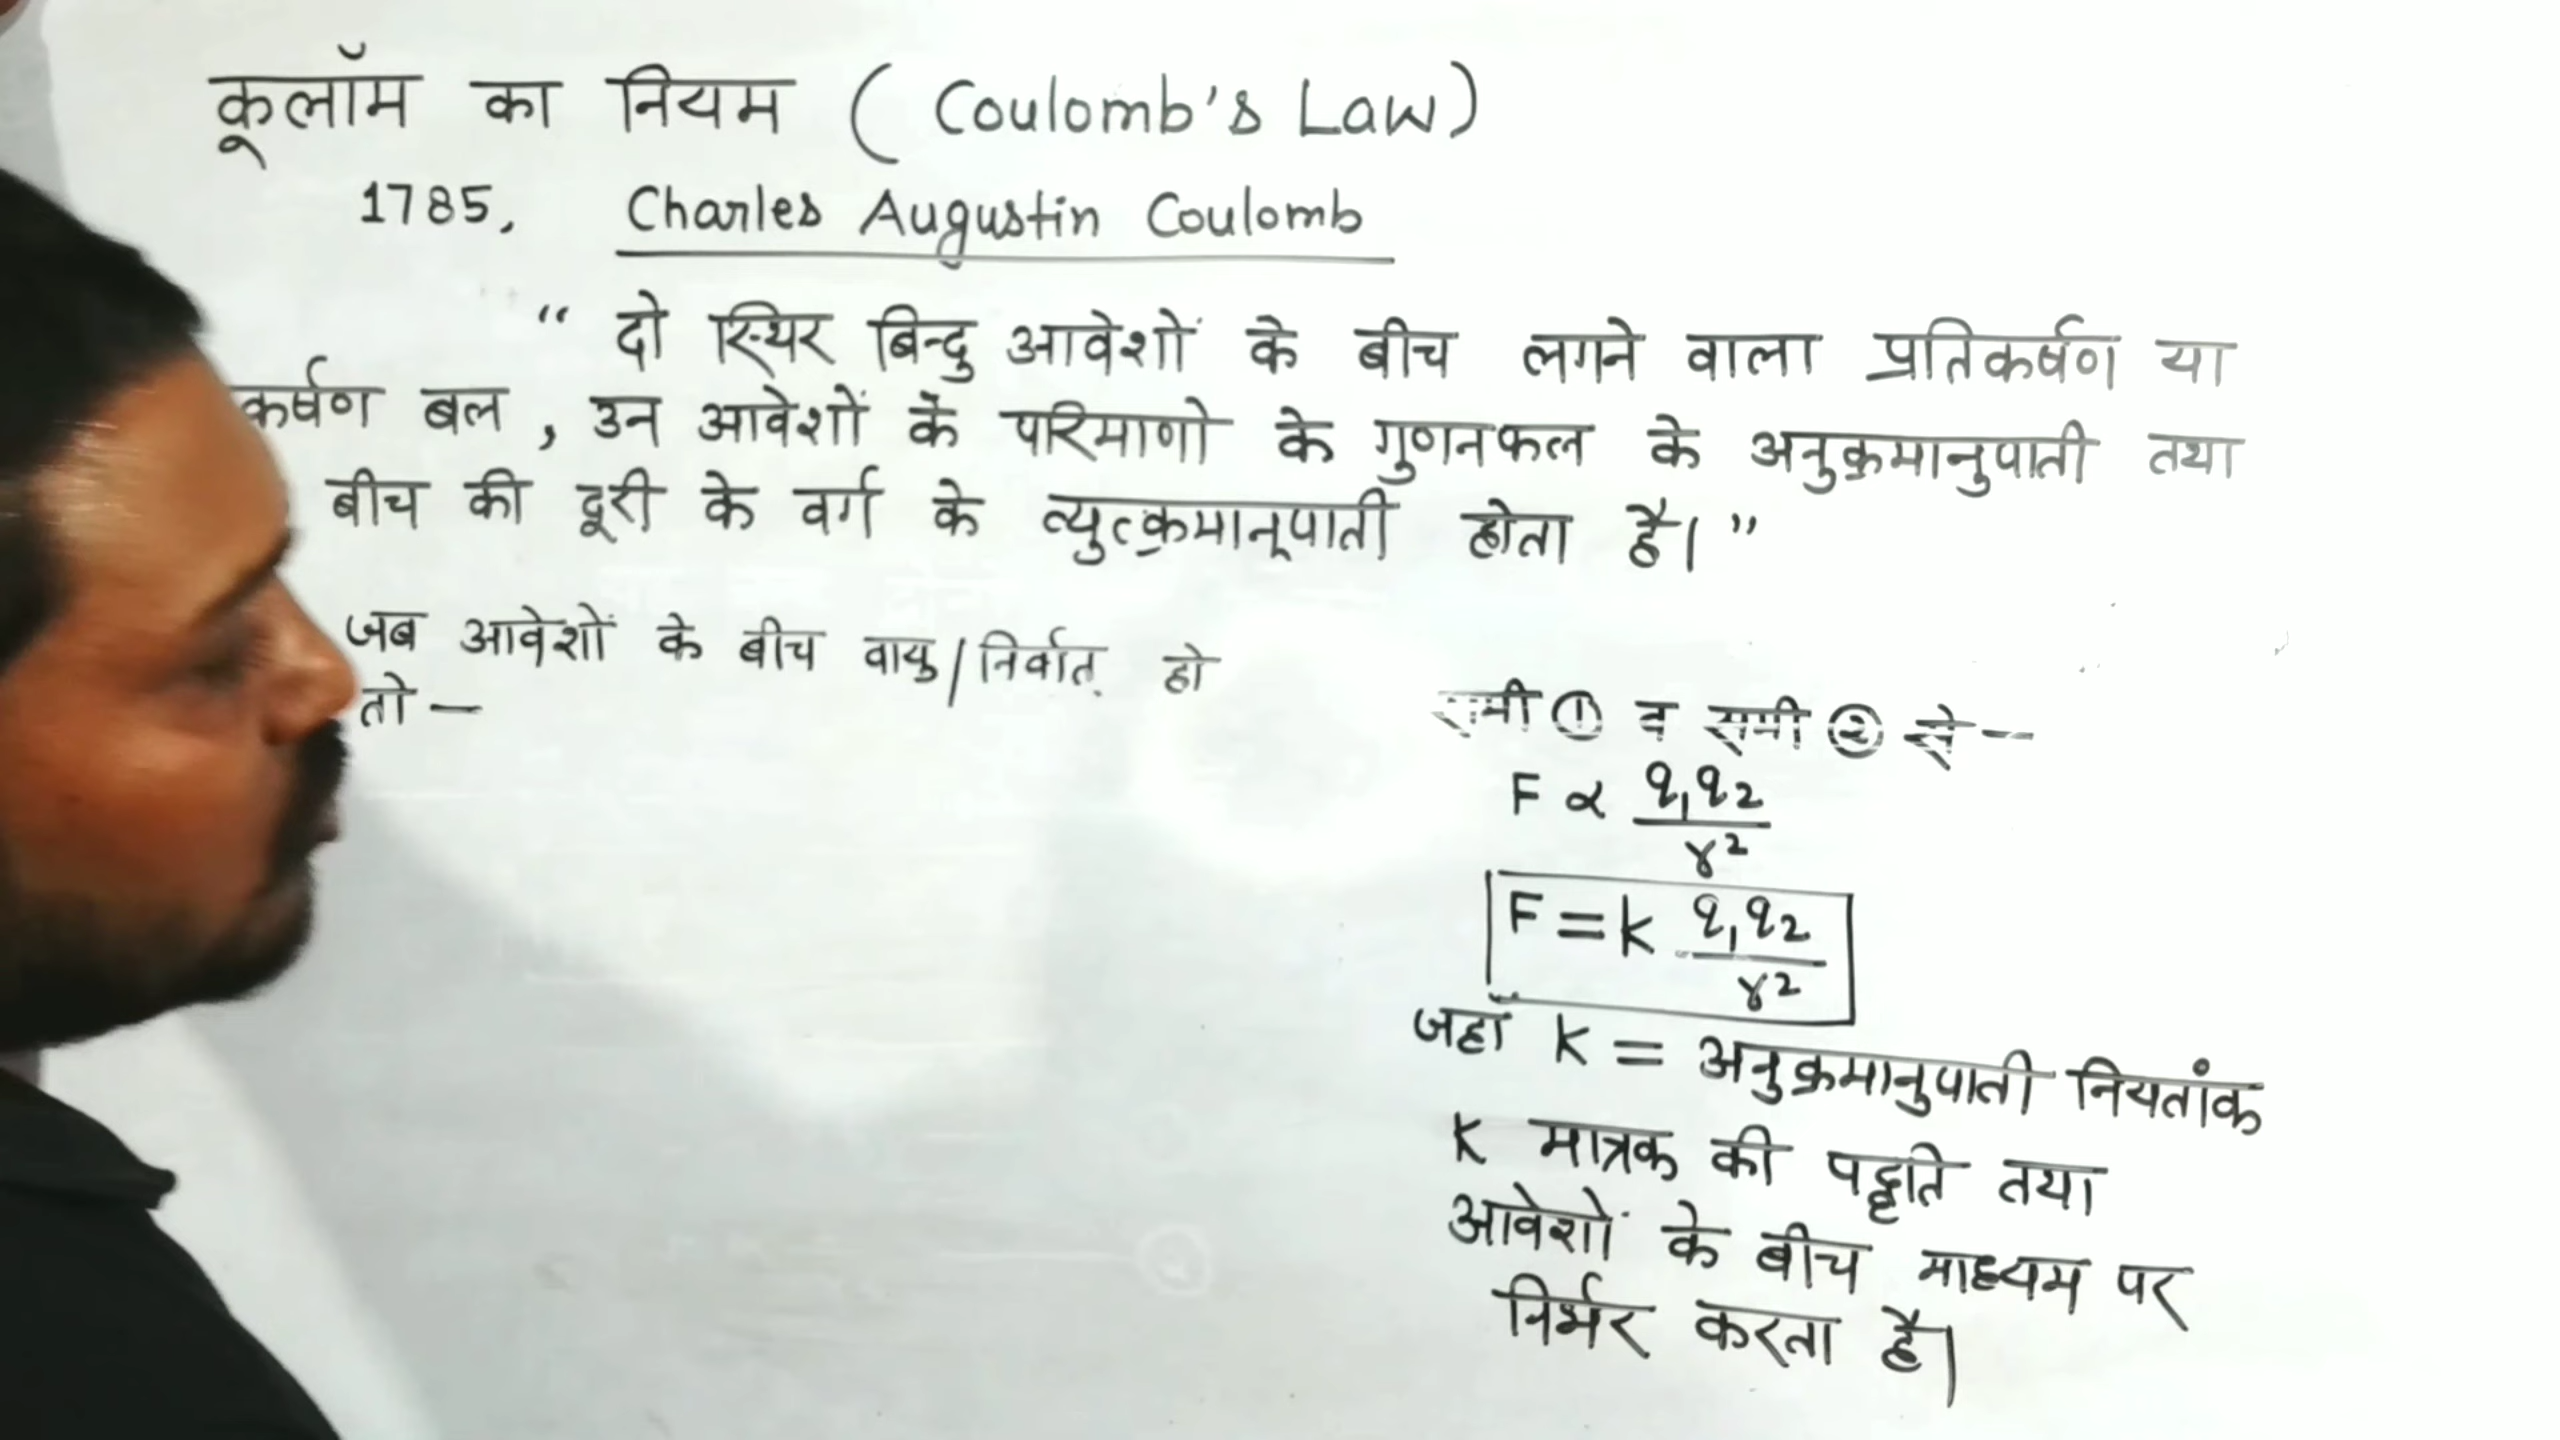 कूलॉम का नियम ( Coulomb's Law)
1785, Charles Augustin Coulomb
“ दो स्थिर बिन्दु आवेशों के बीच लगने वाला प्रतिकर्षण या
कर्षण बल , उन आवेशों के परिमाणो के गुणनफल के अनुक्रमानुपाती तथा
बीच की दूरी के वर्ग के व्युत्क्रमानूपाती होता है। ”
जब आवेशों के बीच वायु/निर्वात हो
तो –
समी ① व समी ② से –
F ∝ q₁q₂/r²
F = K q₁q₂/r²
जहाँ K = अनुक्रमानुपाती नियतांक
K मात्रक की पद्धति तथा
आवेशों के बीच माध्यम पर
निर्भर करता है।